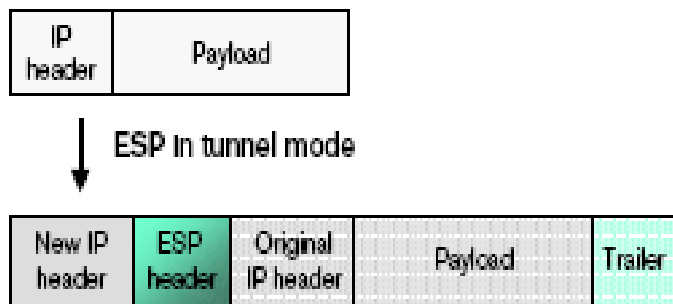 IP
header
Payload
ESP in tunnel mode
New IP
header
ESP
header
Original
IP header
Payload
Trailer